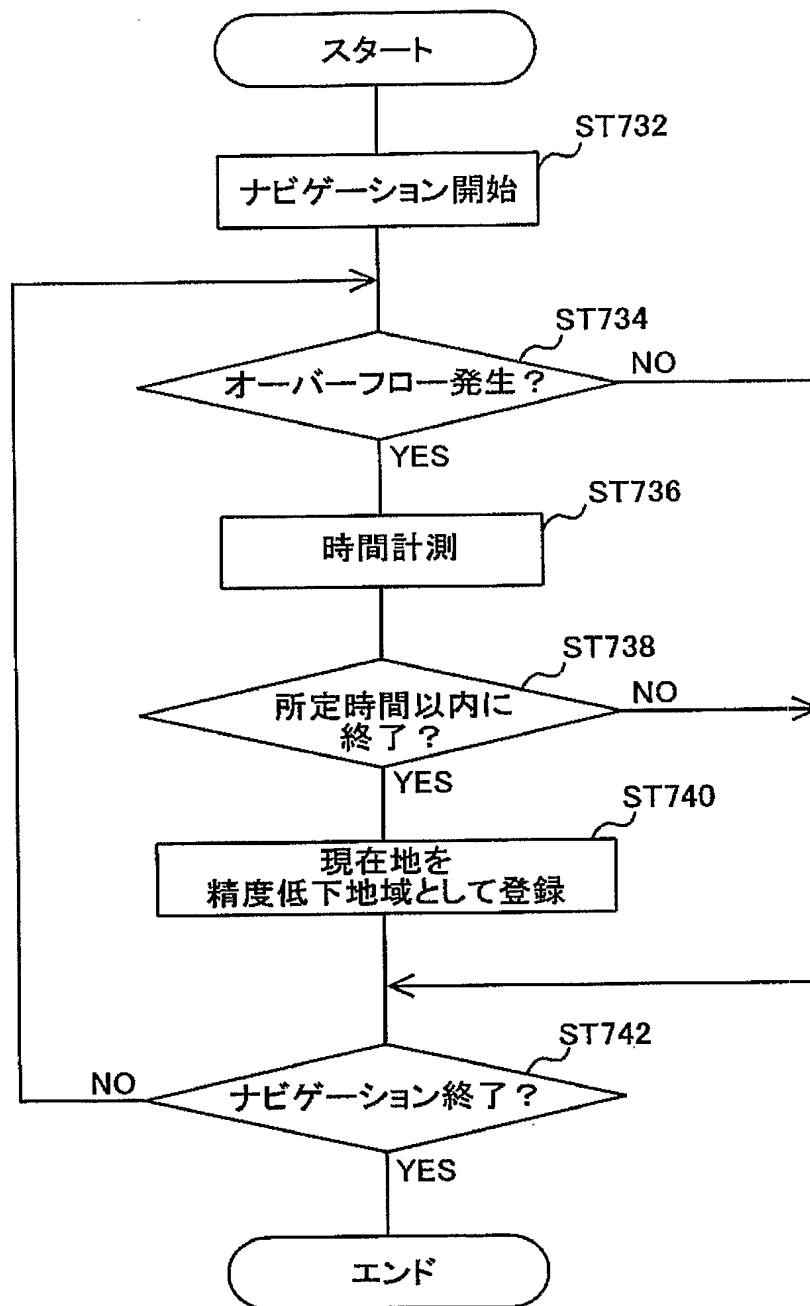 スタート
ST732
ナビゲーション開始
ST734
オーバーフロー発生？
NO
YES
ST736
時間計測
ST738
所定時間以内に
終了？
NO
YES
ST740
現在地を
精度低下地域として登録
ST742
ナビゲーション終了？
NO
YES
エンド